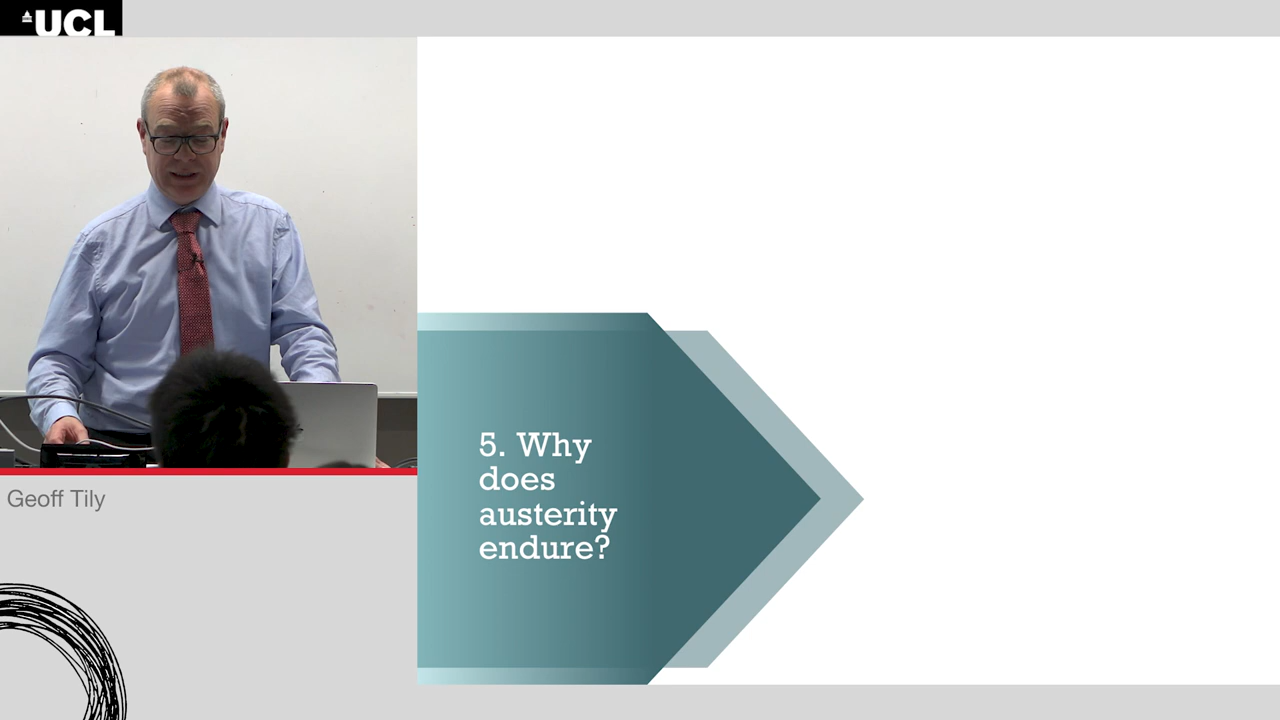 UCL
Geoff Tily
5. Why
does
austerity
endure?